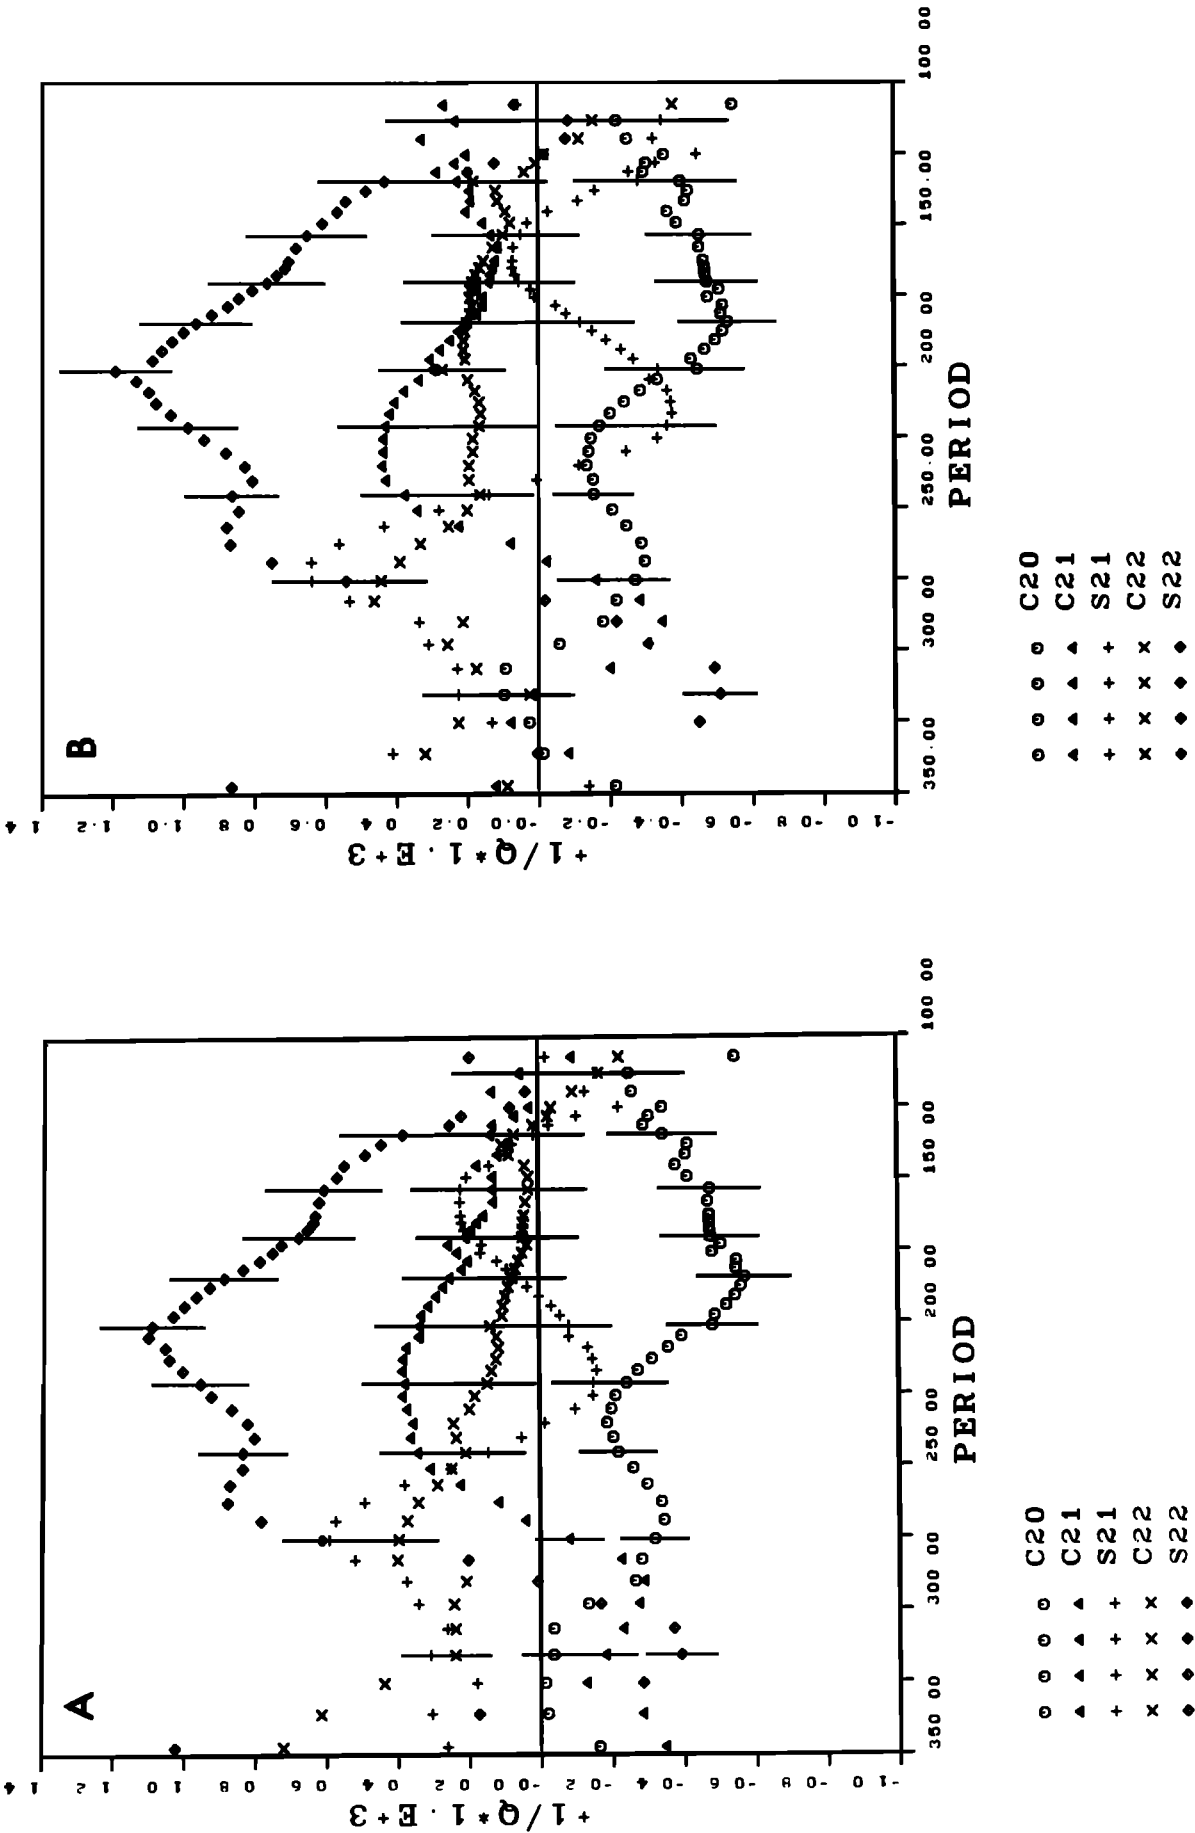 A
1 4
1 2
1 0
0 8
0 6
0 4
0 2
0 0
-0 2
-0 4
-0 6
-0 8
-1 0
+1/Q*1.E+3
350 00 300 00 250 00 200 00 150 00 100 00
PERIOD
C20
C21
S21
C22
S22
B
1 4
1.2
1.0
0 8
0.6
0 4
0.2
0.0
-0.2
-0.4
-0.6
-0.8
-1 0
+1/Q*1.E+3
350.00 300 00 250.00 200 00 150.00 100 00
PERIOD
C20
C21
S21
C22
S22